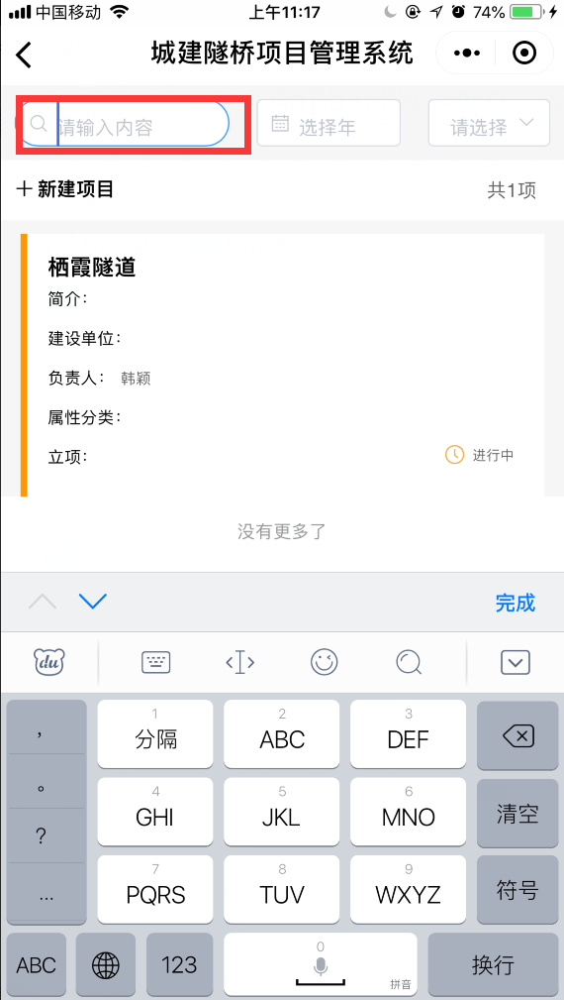 中国移动 上午11:17 74%
城建隧桥项目管理系统
请输入内容 选择年 请选择
+ 新建项目 共1项
栖霞隧道
简介：
建设单位：
负责人： 韩颖
属性分类：
立项： 进行中
没有更多了
完成
du
， 1 分隔 2 ABC 3 DEF
。 4 GHI 5 JKL 6 MNO 清空
? 7 PQRS 8 TUV 9 WXYZ 符号
...
ABC 123 0 拼音 换行